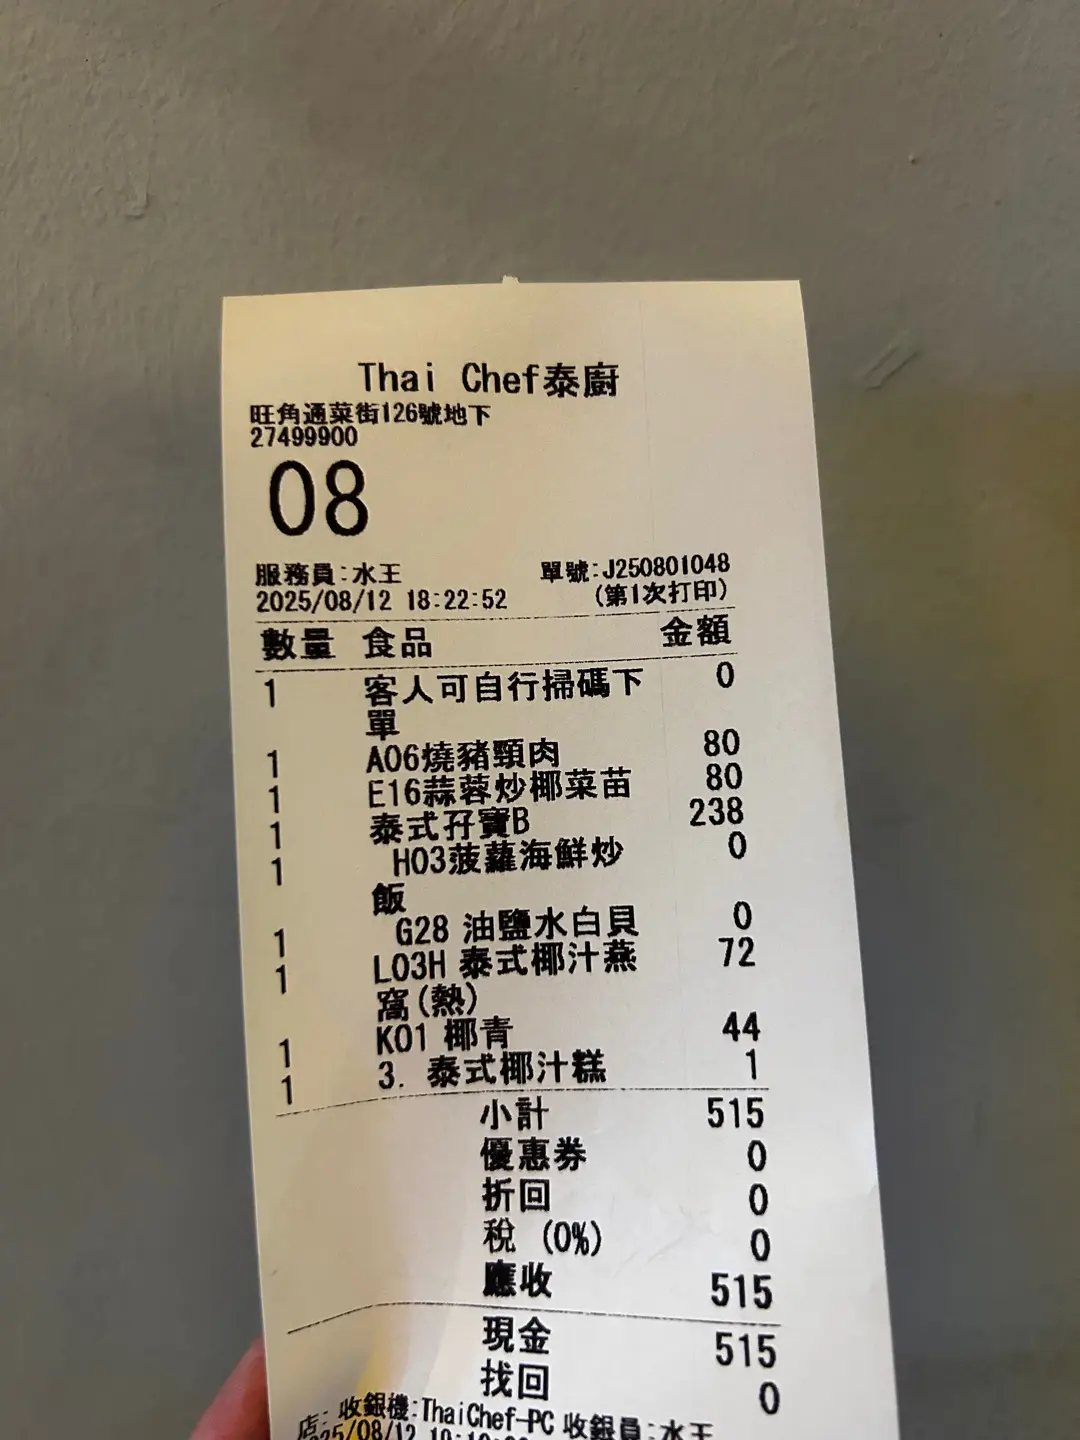 Thai Chef泰廚
旺角通菜街126號地下
27499900
08
服務員:水王 單號:J250801048
2025/08/12 18:22:52 (第1次打印)
數量 食品 金額
1 客人可自行掃碼下 0
單
1 A06燒豬頸肉 80
1 E16蒜蓉炒椰菜苗 80
1 泰式孖寶B 238
1 H03菠蘿海鮮炒 0
飯
1 G28 油鹽水白貝 0
1 L03H 泰式椰汁燕 72
窩(熱)
1 K01 椰青 44
1 3. 泰式椰汁糕 1
小計 515
優惠券 0
折回 0
稅 (0%) 0
應收 515
現金 515
找回 0
店: 收銀機:ThaiChef-PC 收銀員:水王